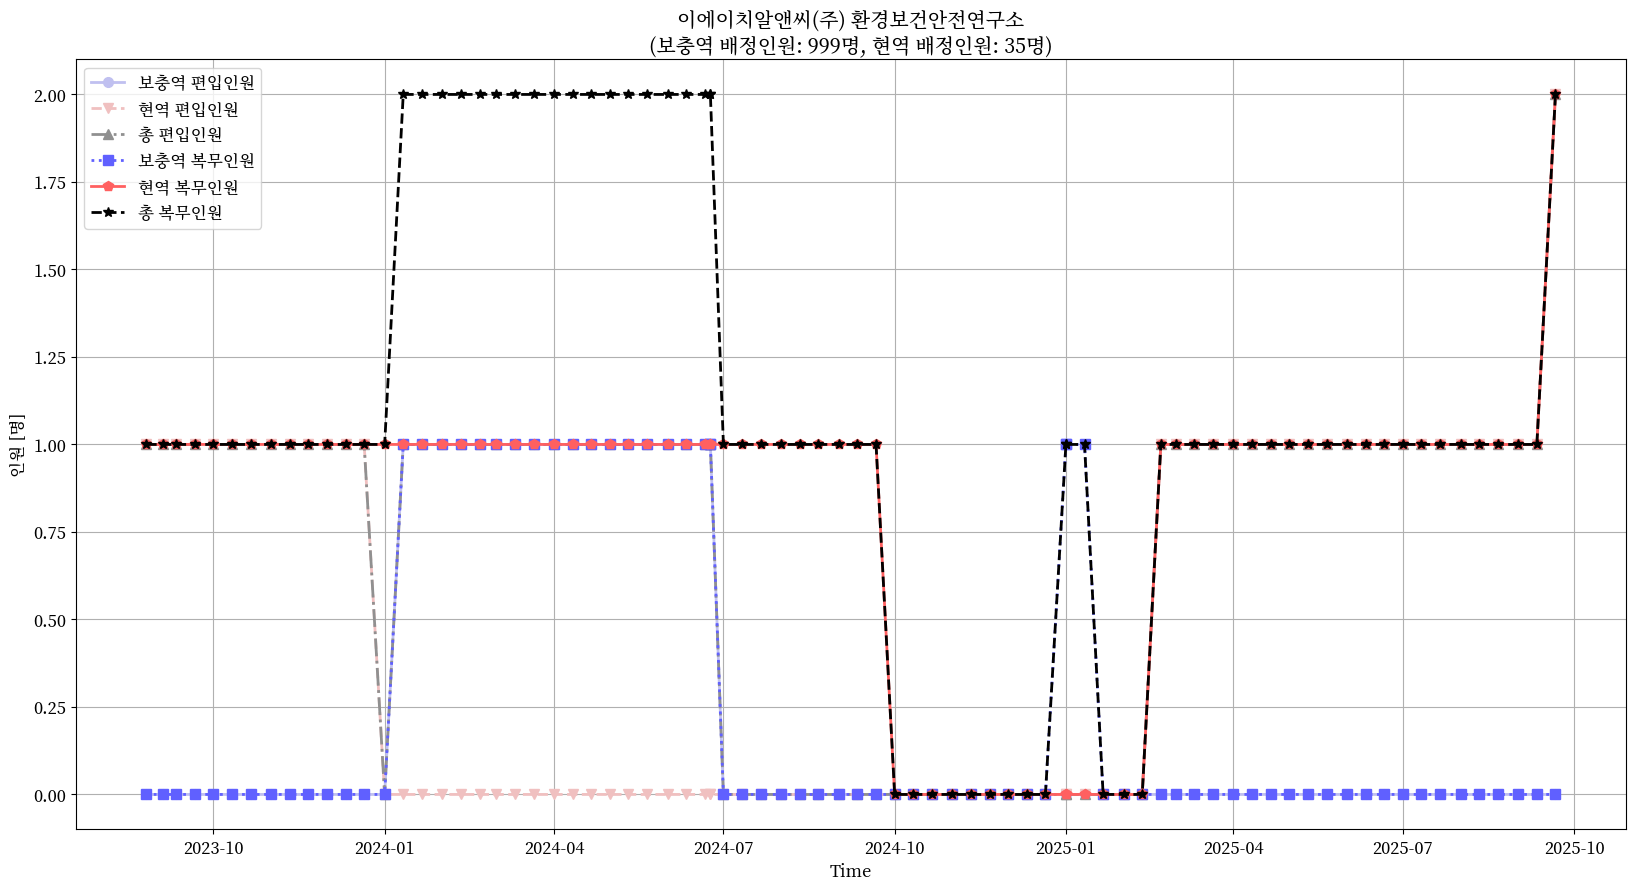 이에이치알앤씨(주) 환경보건안전연구소
(보충역 배정인원: 999명, 현역 배정인원: 35명)
보충역 편입인원
현역 편입인원
총 편입인원
보충역 복무인원
현역 복무인원
총 복무인원
인원 [명]
2.00
1.75
1.50
1.25
1.00
0.75
0.50
0.25
0.00
2023-10
2024-01
2024-04
2024-07
2024-10
2025-01
2025-04
2025-07
2025-10
Time